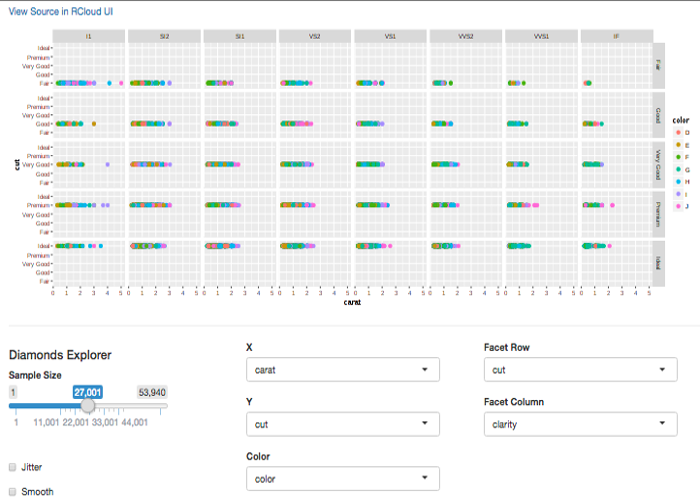 View Source in RCloud UI
I1 SI2 SI1 VS2 VS1 VVS2 VVS1 IF
Ideal
Premium
Very Good
Good
Fair
Fair
Ideal
Premium
Very Good
Good
Fair
Good
Ideal
Premium
Very Good
Good
Fair
Very Good
Ideal
Premium
Very Good
Good
Fair
Premium
Ideal
Premium
Very Good
Good
Fair
Ideal
cut
0 1 2 3 4 5 0 1 2 3 4 5 0 1 2 3 4 5 0 1 2 3 4 5 0 1 2 3 4 5 0 1 2 3 4 5 0 1 2 3 4 5 0 1 2 3 4 5
carat
color
D
E
F
G
H
I
J
Diamonds Explorer
Sample Size
1 27,001 53,940
1 11,001 22,001 33,001 44,001
Jitter
Smooth
X
carat
Y
cut
Color
color
Facet Row
cut
Facet Column
clarity